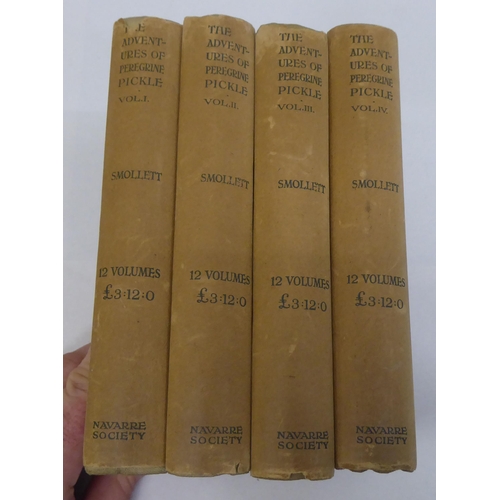 THE
ADVENT-
URES OF
PEREGRINE
PICKLE
VOL.I.
SMOLLETT
12 VOLUMES
£3:12:0
NAVARRE
SOCIETY
THE
ADVENT-
URES OF
PEREGRINE
PICKLE
VOL.II.
SMOLLETT
12 VOLUMES
£3:12:0
NAVARRE
SOCIETY
THE
ADVENT-
URES OF
PEREGRINE
PICKLE
VOL.III.
SMOLLETT
12 VOLUMES
£3:12:0
NAVARRE
SOCIETY
THE
ADVENT-
URES OF
PEREGRINE
PICKLE
VOL.IV.
SMOLLETT
12 VOLUMES
£3:12:0
NAVARRE
SOCIETY